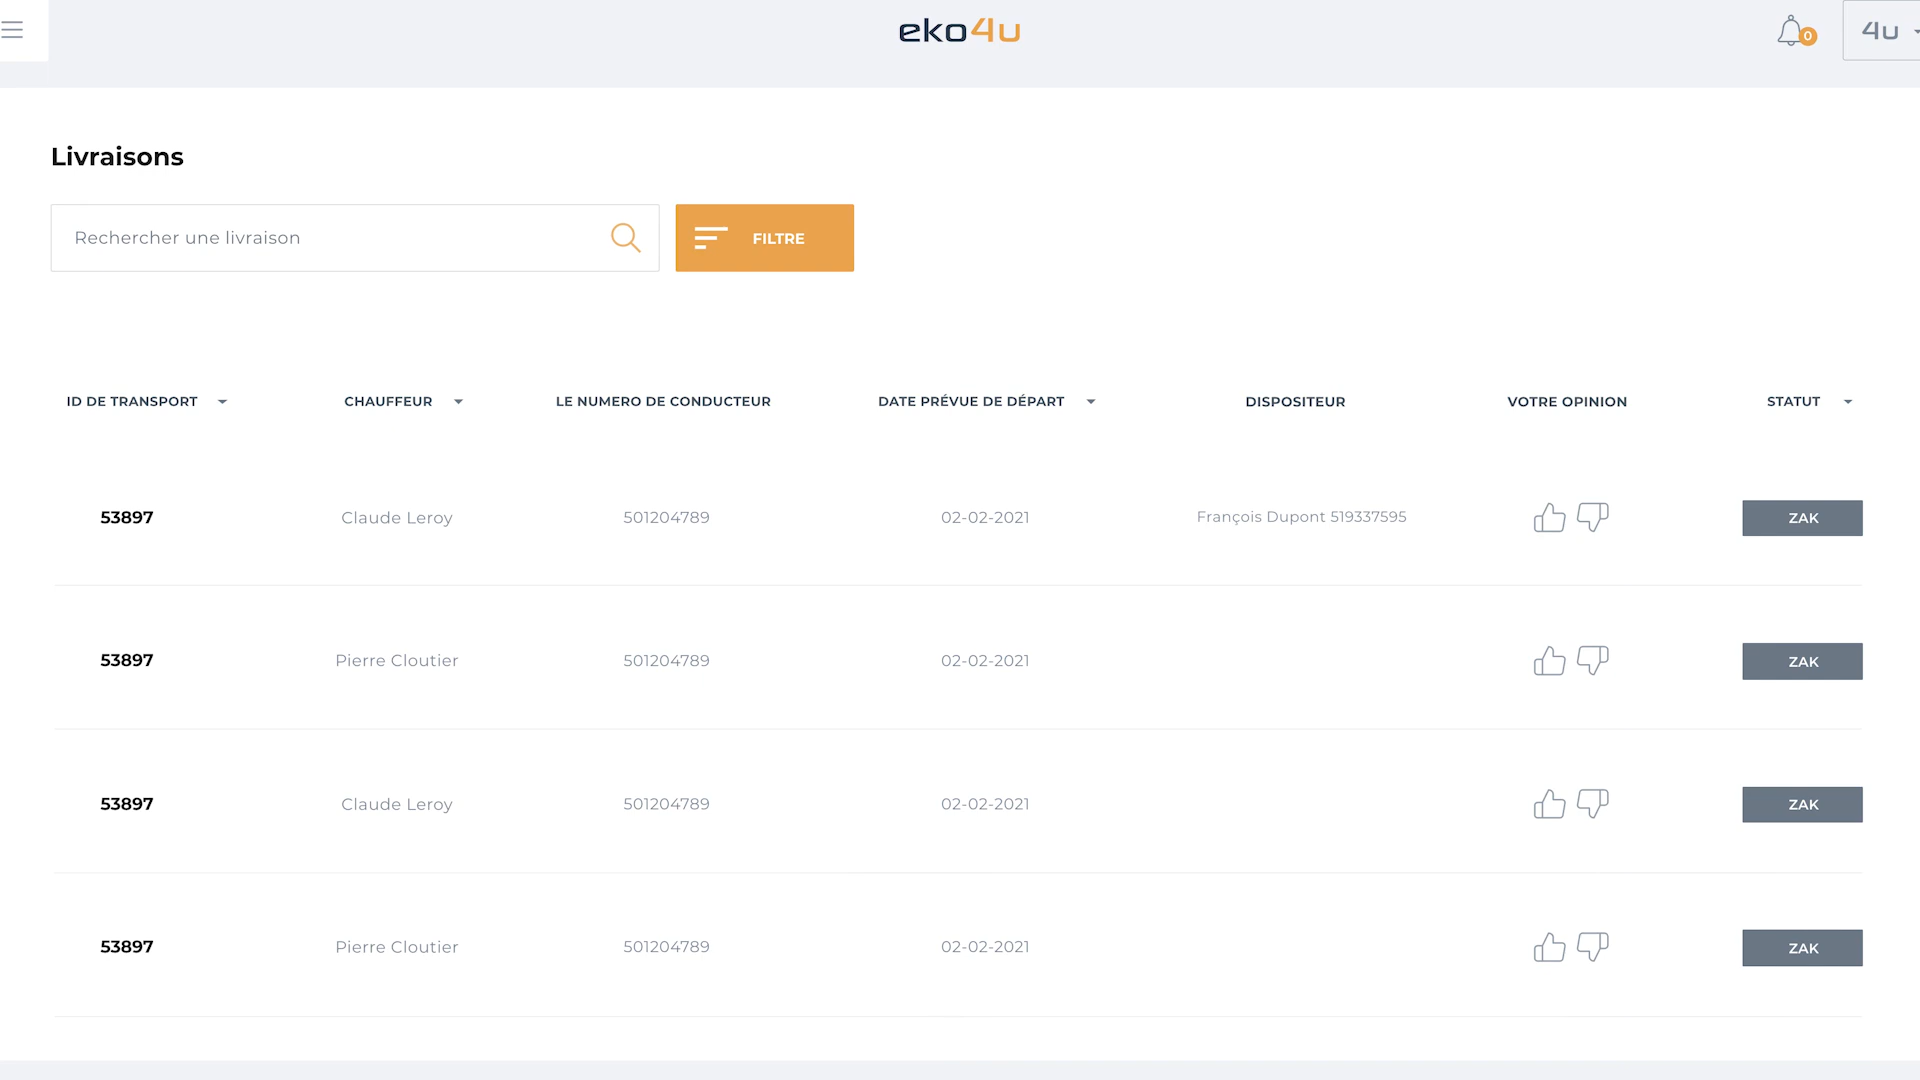 eko4u
0
4u
Livraisons
Rechercher une livraison
FILTRE
ID DE TRANSPORT CHAUFFEUR LE NUMERO DE CONDUCTEUR DATE PRÉVUE DE DÉPART DISPOSITEUR VOTRE OPINION STATUT
53897 Claude Leroy 501204789 02-02-2021 François Dupont 519337595 ZAK
53897 Pierre Cloutier 501204789 02-02-2021 ZAK
53897 Claude Leroy 501204789 02-02-2021 ZAK
53897 Pierre Cloutier 501204789 02-02-2021 ZAK